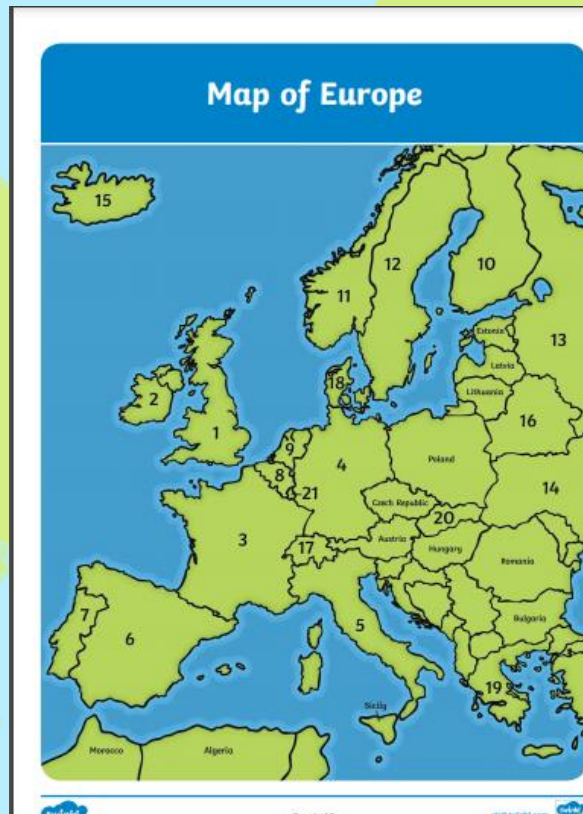 Map of Europe
15
12
10
11
13
Estonia
Latvia
18
Lithuania
2
16
1
9
4
Poland
8
14
21
Czech Republic
20
3
Austria
17
Hungary
Romania
7
Bulgaria
6
5
19
Sicily
Morocco
Algeria
twinkl